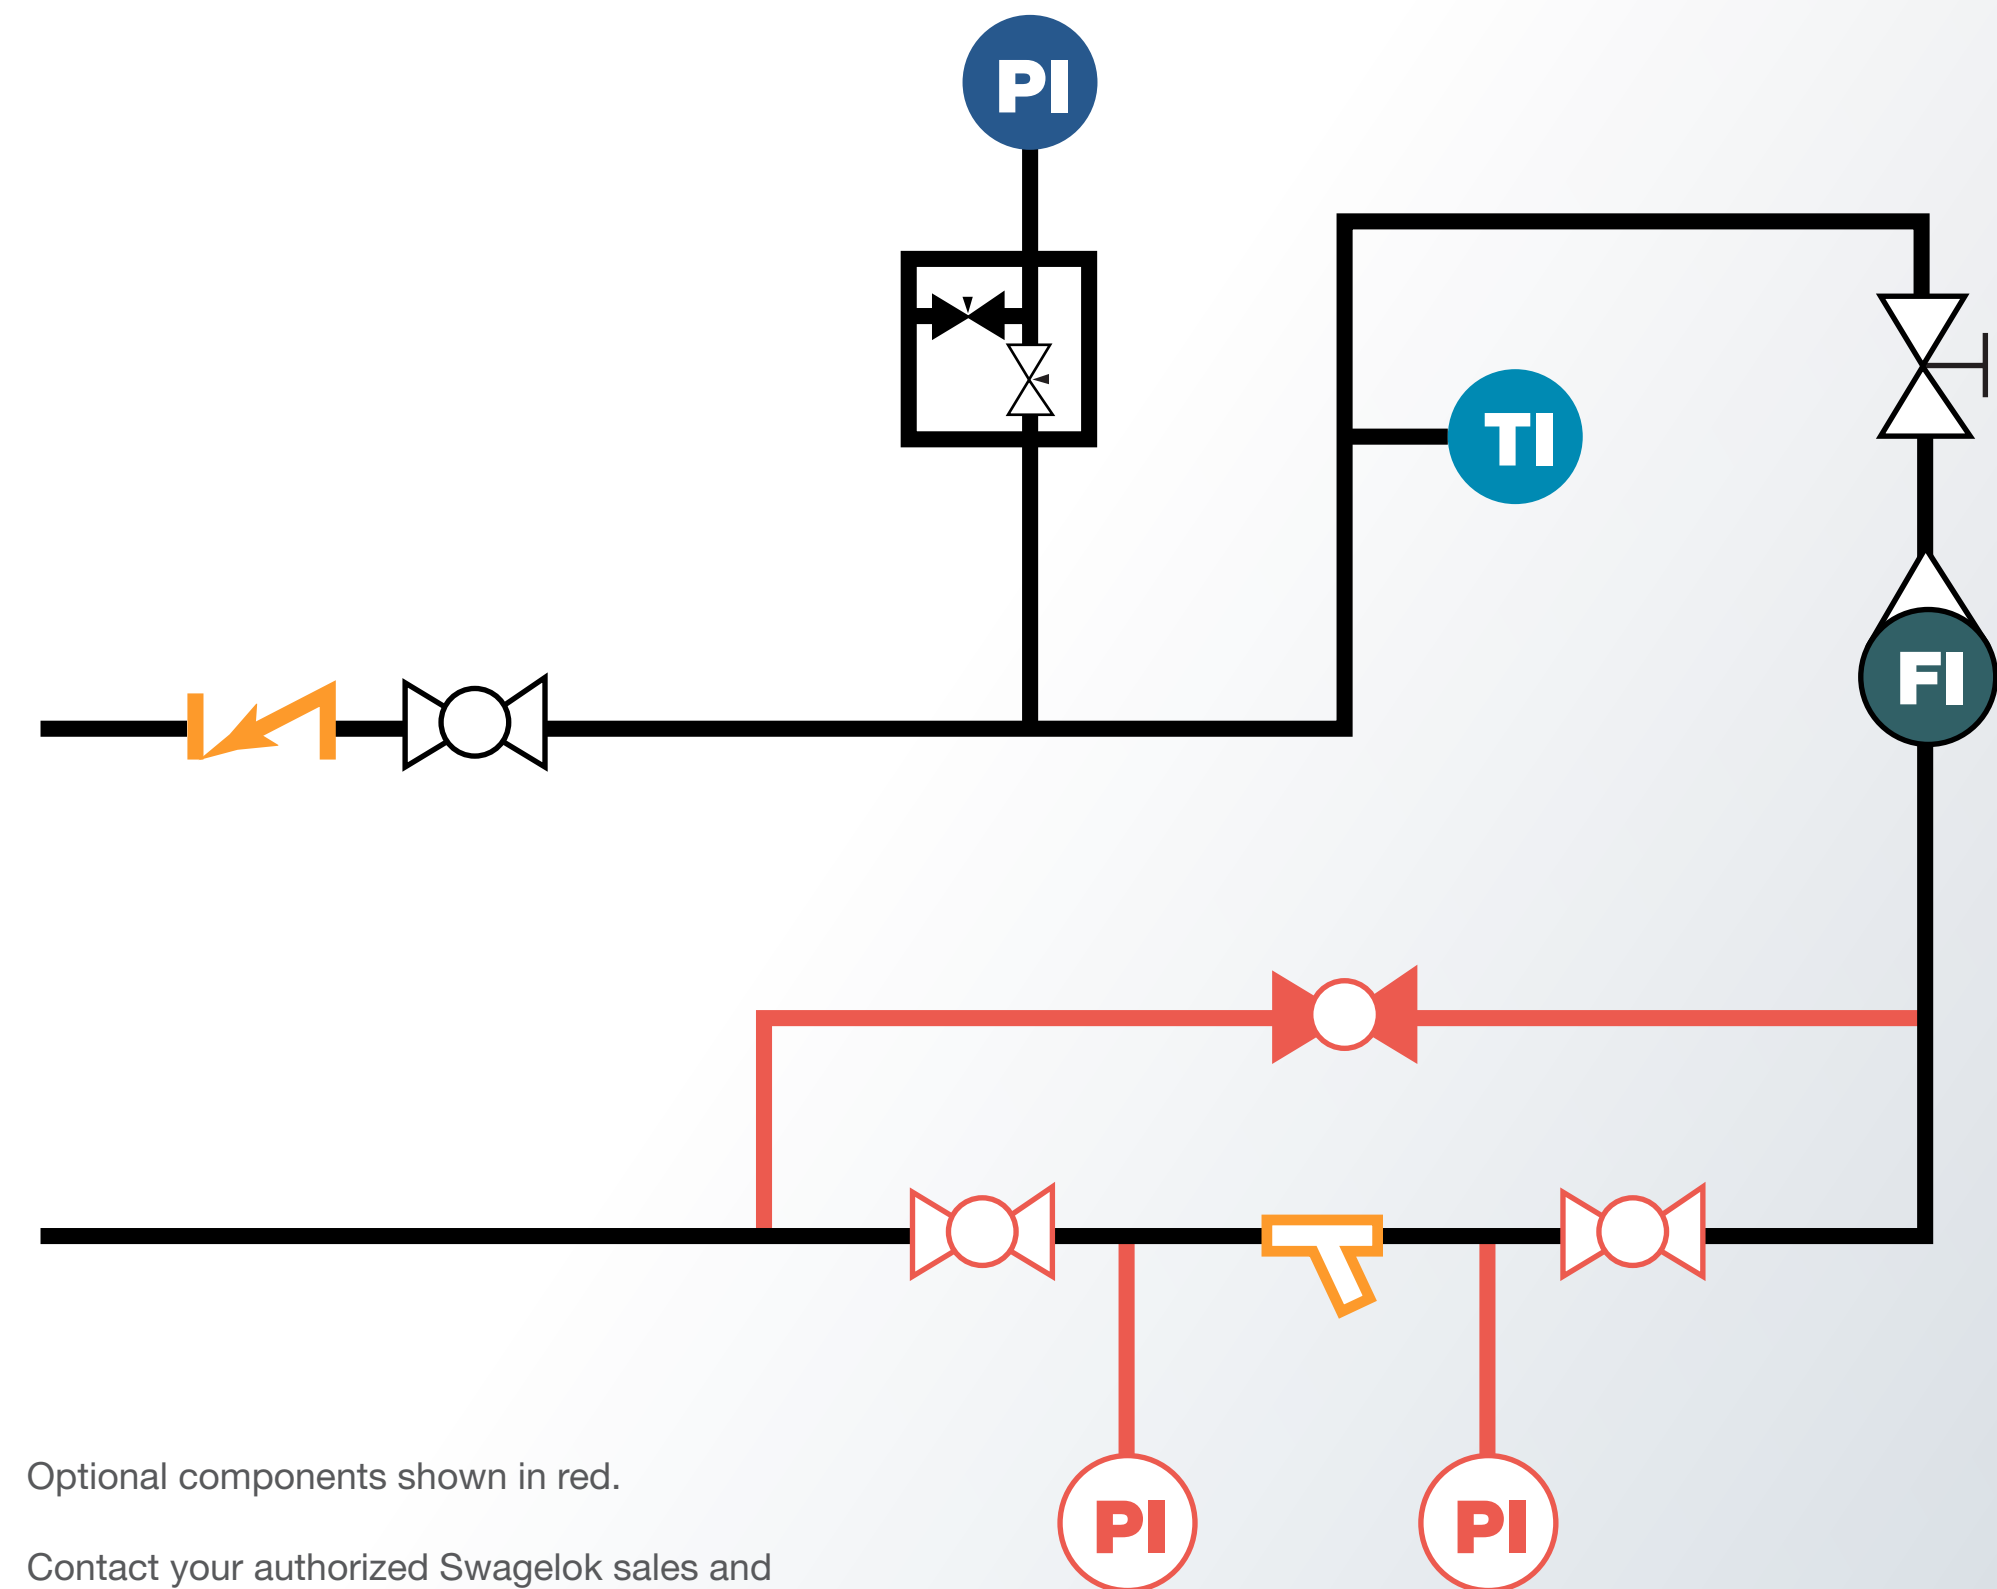 PI
TI
FI
Optional components shown in red.
PI PI
Contact your authorized Swagelok sales and